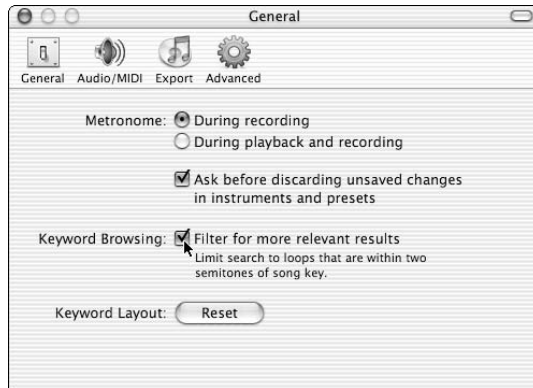 General
General Audio/MIDI Export Advanced
Metronome: During recording
During playback and recording
Ask before discarding unsaved changes
in instruments and presets
Keyword Browsing: Filter for more relevant results
Limit search to loops that are within two
semitones of song key.
Keyword Layout: Reset